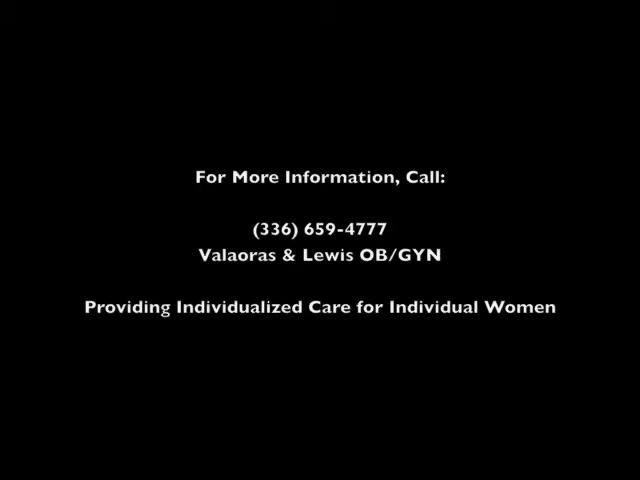 For More Information, Call:
(336) 659-4777
Valaoras & Lewis OB/GYN
Providing Individualized Care for Individual Women